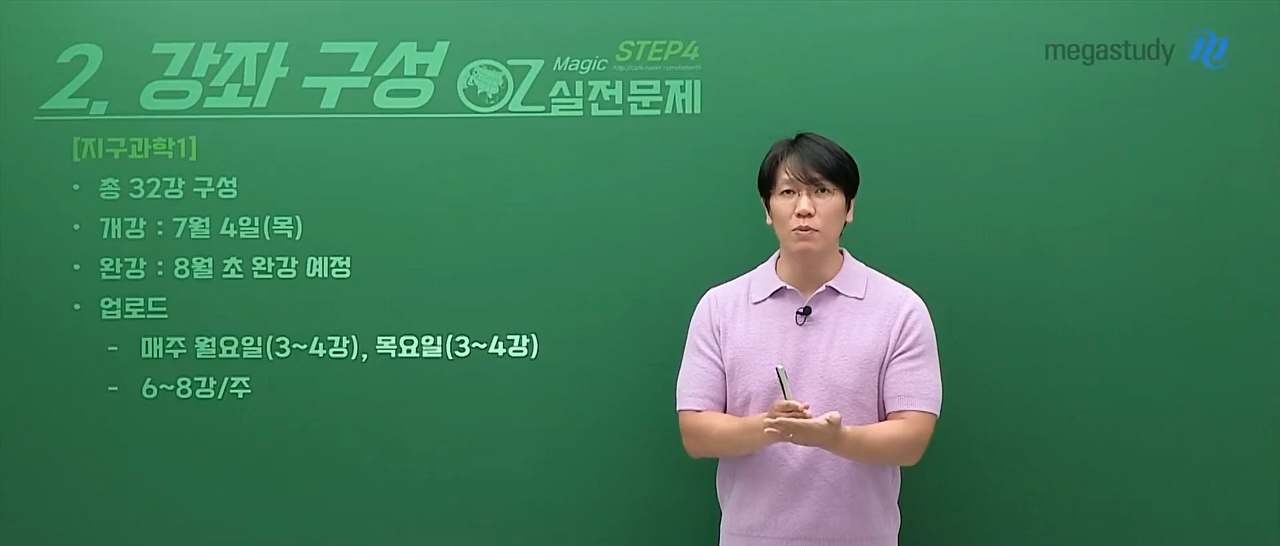 2. 강좌 구성 OZ Magic STEP4
실전문제
megastudy
[지구과학1]
• 총 32강 구성
• 개강 : 7월 4일(목)
• 완강 : 8월 초 완강 예정
• 업로드
- 매주 월요일(3~4강), 목요일(3~4강)
- 6~8강/주